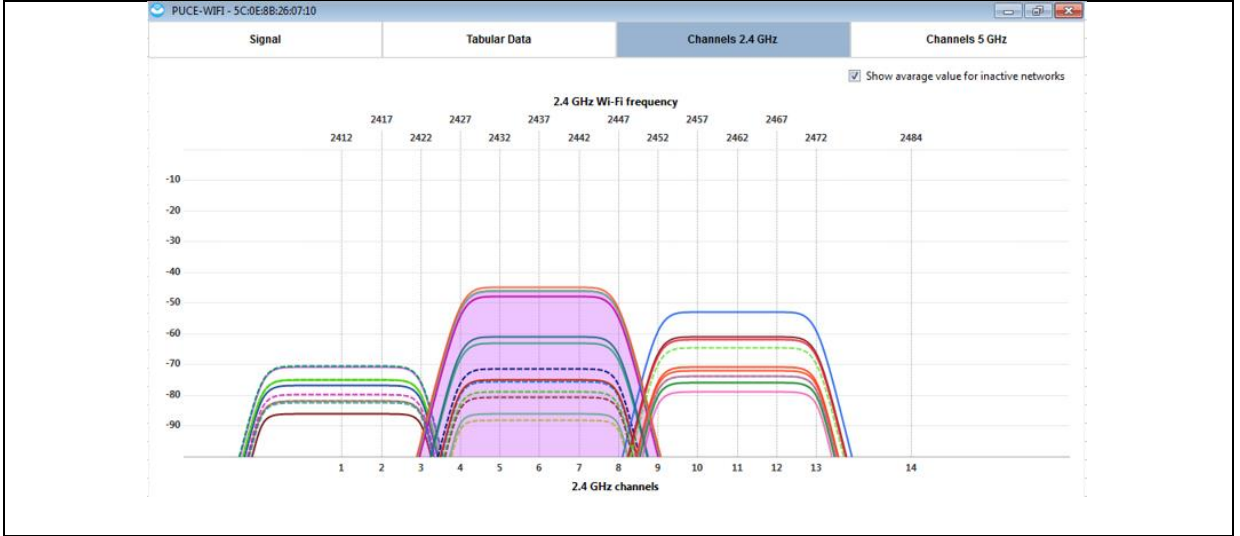 PUCE-WIFI - 5C:0E:8B:26:07:10
Signal Tabular Data Channels 2.4 GHz Channels 5 GHz
Show avarage value for inactive networks
2.4 GHz Wi-Fi frequency
2417 2427 2437 2447 2457 2467
2412 2422 2432 2442 2452 2462 2472 2484
-10
-20
-30
-40
-50
-60
-70
-80
-90
1 2 3 4 5 6 7 8 9 10 11 12 13 14
2.4 GHz channels